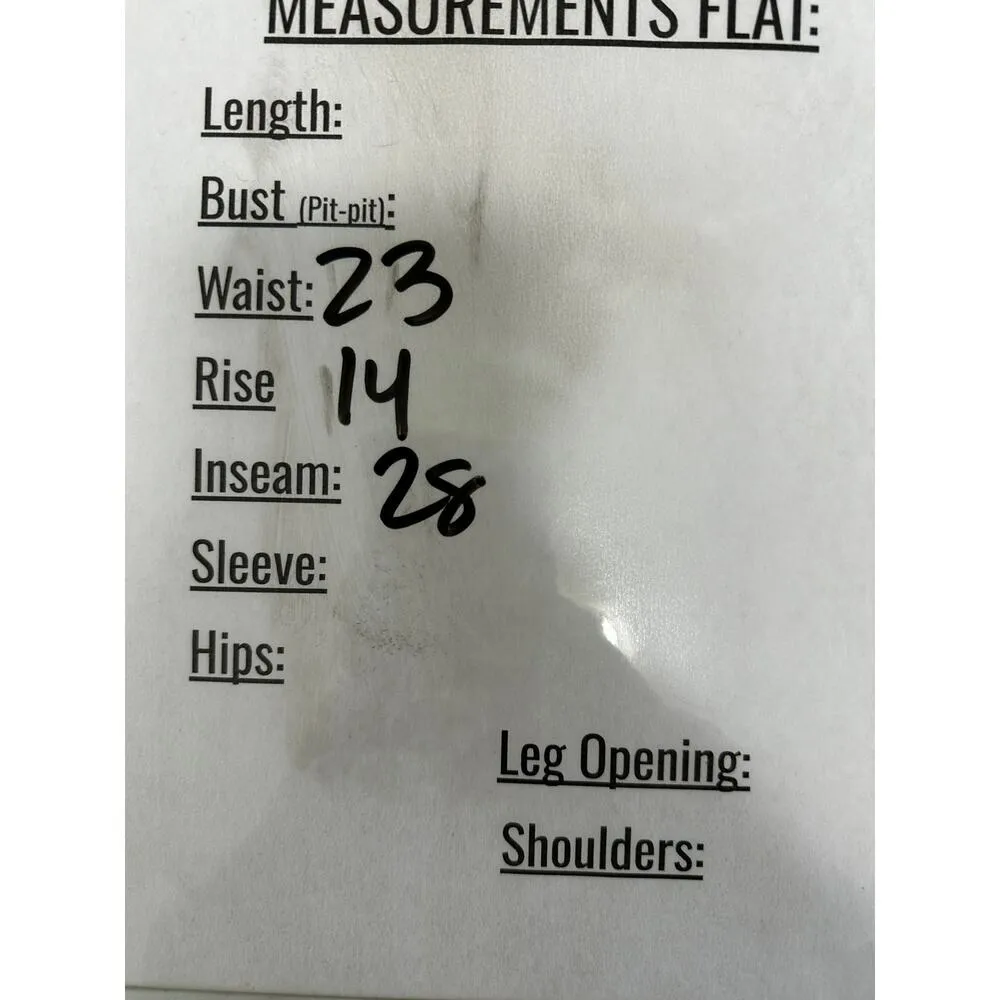 MEASUREMENTS FLAT:
Length:
Bust (Pit-pit):
Waist: 23
Rise 14
Inseam: 28
Sleeve:
Hips:
Leg Opening:
Shoulders: